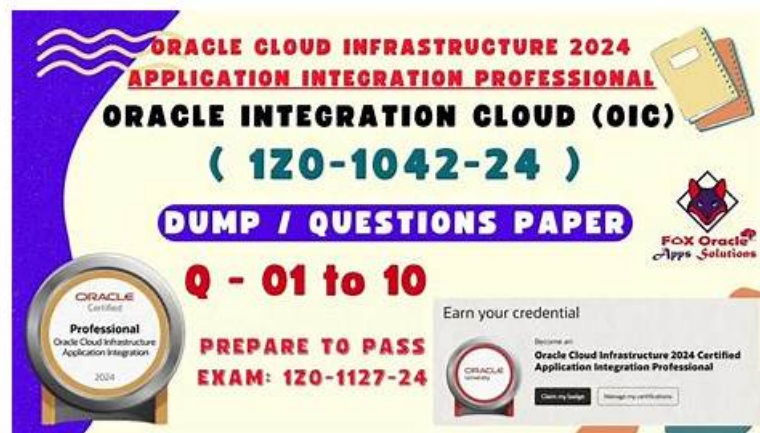 ORACLE CLOUD INFRASTRUCTURE 2024
APPLICATION INTEGRATION PROFESSIONAL
ORACLE INTEGRATION CLOUD (OIC)
( 1Z0-1042-24 )
DUMP / QUESTIONS PAPER
FOX Oracle
Apps Solutions
Q - 01 to 10
PREPARE TO PASS
EXAM: 1Z0-1127-24
ORACLE
Certified
Professional
Oracle Cloud Infrastructure
Application Integration
2024
Earn your credential
Become an
Oracle Cloud Infrastructure 2024 Certified
Application Integration Professional
ORACLE
University
Claim my badge
Manage my certifications